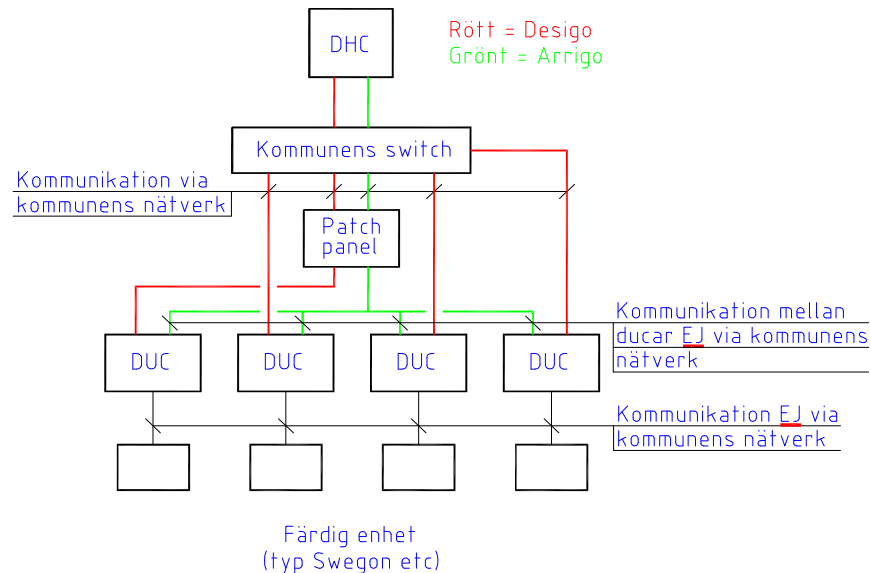 DHC
Rött = Desigo
Grönt = Arrigo
Kommunens switch
Kommunikation via
kommunens nätverk
Patch
panel
Kommunikation mellan
ducar EJ via kommunens
nätverk
DUC
DUC
DUC
DUC
Kommunikation EJ via
kommunens nätverk
Färdig enhet
(typ Swegon etc)